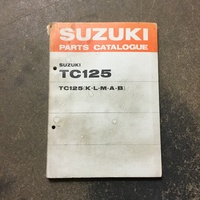 SUZUKI
PARTS CATALOGUE
SUZUKI
TC125
TC125(K·L·M·A·B)